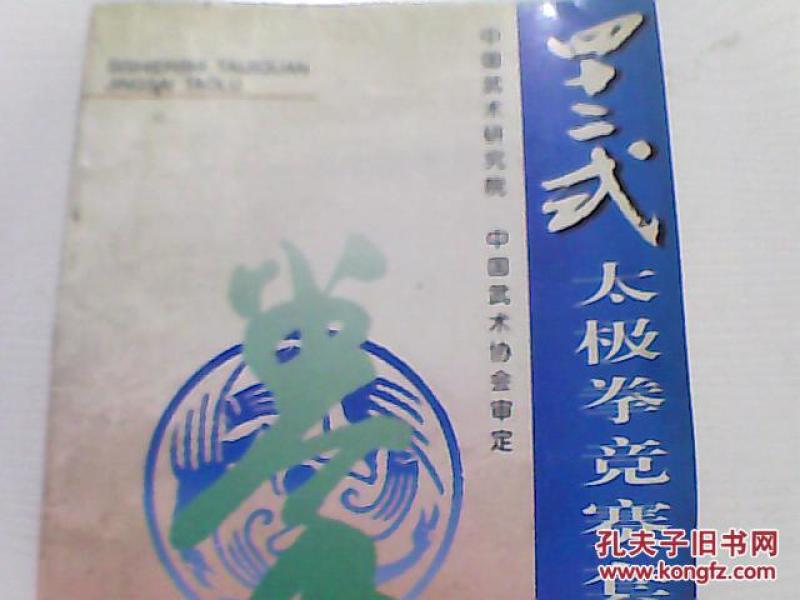 SISHIERSHI TAIJIQUAN
JINGSAI TAOLU
中国武术研究院 中国武术协会审定
四十二式
太极拳竞赛套
孔夫子旧书网
www.kongfz.com